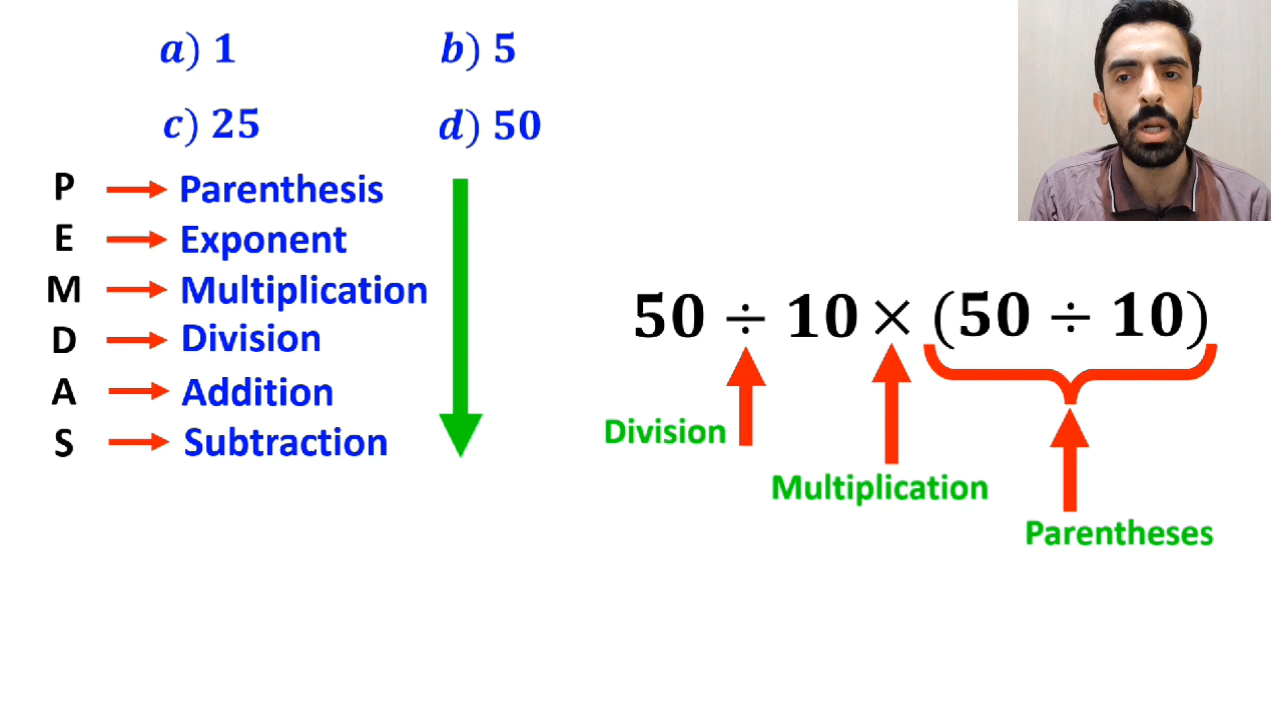 a) 1 b) 5
c) 25 d) 50
P Parenthesis
E Exponent
M Multiplication
D Division
A Addition
S Subtraction
50 ÷ 10 × (50 ÷ 10)
Division
Multiplication
Parentheses